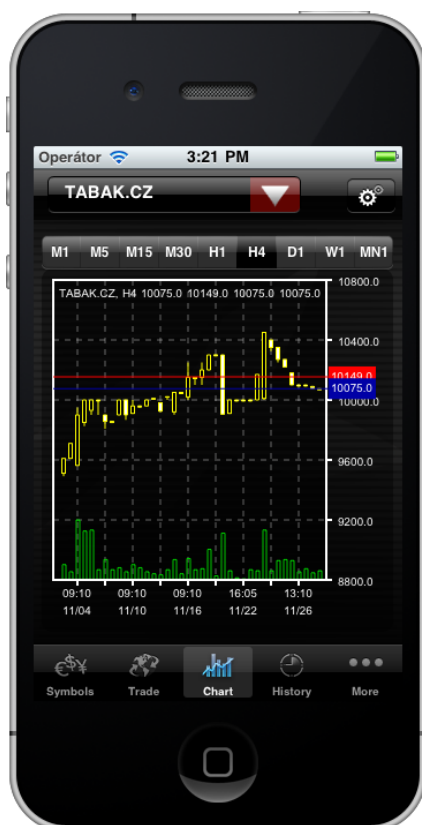 Operátor 3:21 PM
TABAK.CZ
M1 M5 M15 M30 H1 H4 D1 W1 MN1
TABAK.CZ, H4 10075.0 10149.0 10075.0 10075.0
10800.0
10400.0
10149.0
10075.0
10000.0
9600.0
9200.0
8800.0
09:10 09:10 09:10 16:05 13:10
11/04 11/10 11/16 11/22 11/26
€$¥
Symbols Trade Chart History More